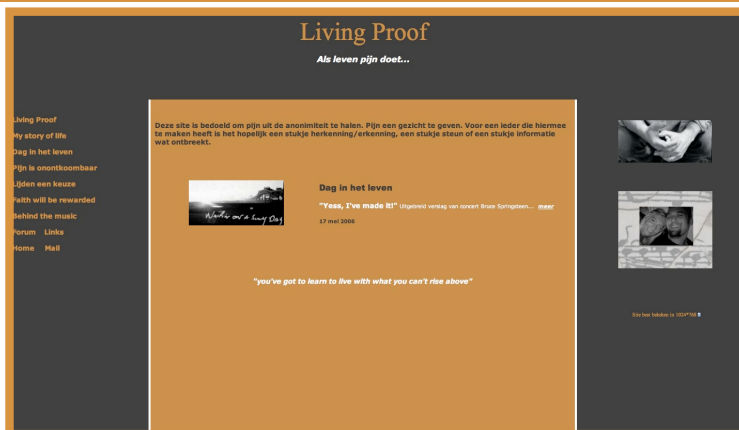 Living Proof
Als leven pijn doet...
Living Proof
My story of life
Dag in het leven
Pijn is onontkoombaar
Lijden een keuze
Faith will be rewarded
Behind the music
Forum Links
Home Mail
Deze site is bedoeld om pijn uit de anonimiteit te halen. Pijn een gezicht te geven. Voor een ieder die hiermee
te maken heeft is het hopelijk een stukje herkenning/erkenning, een stukje steun of een stukje informatie
wat ontbreekt.
Waitin' on a Sunny Day
Dag in het leven
"Yess, I've made it!" Uitgebreid verslag van concert Bruce Springsteen... meer
17 mei 2005
"you've got to learn to live with what you can't rise above"
Site best bekeken in 1024*768